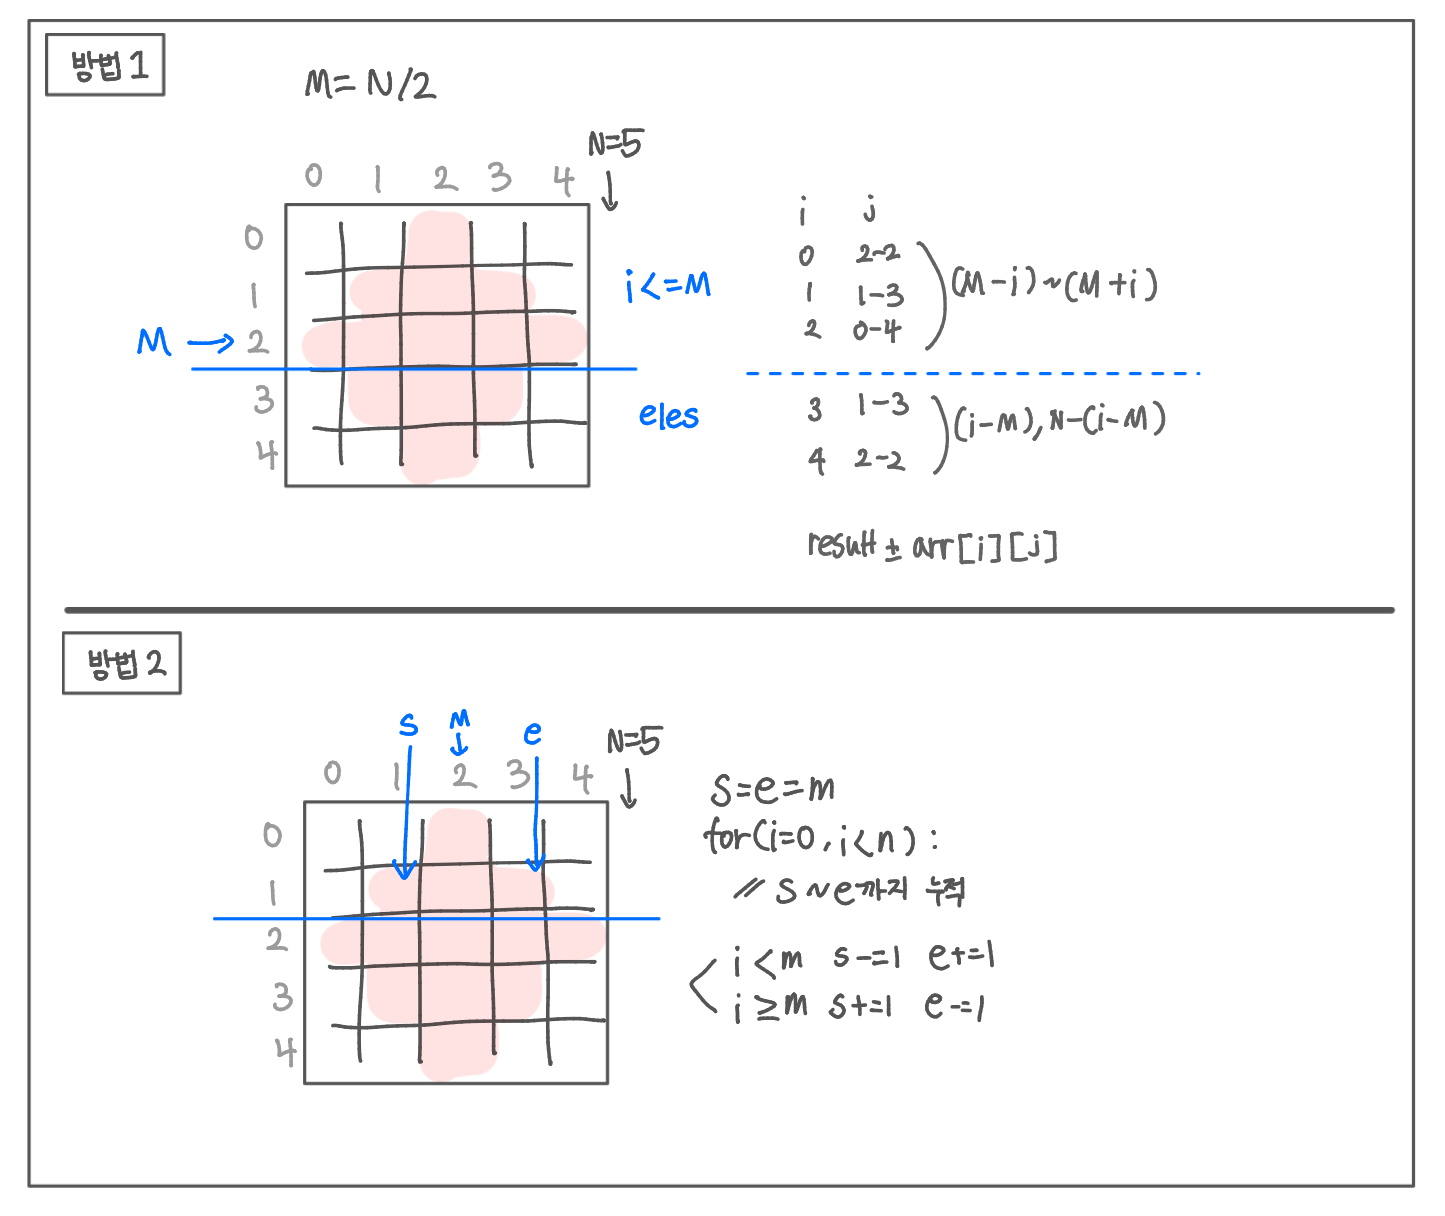 방법 1
M = N/2
N=5
0 1 2 3 4
0
1
M → 2
3
4
i <= M
eles
i j
0 2-2
1 1-3
2 0-4
(M-i) ~ (M+i)
3 1-3
4 2-2
(i-M), N-(i-M)
result ± arr[i][j]
방법 2
s M e
N=5
0 1 2 3 4
0
1
2
3
4
s=e=m
for(i=0, i<n) :
// s ~ e까지 누적
i < m s-=1 e+=1
i ≥ m s+=1 e-=1